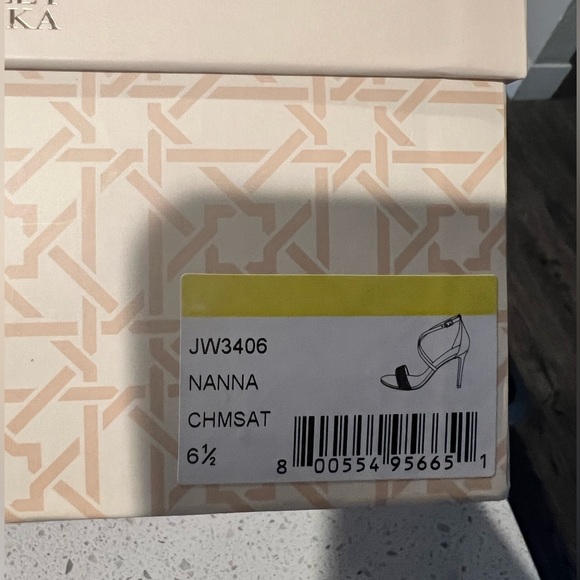 KA
JW3406
NANNA
CHMSAT
6½
8 00554 95665 1